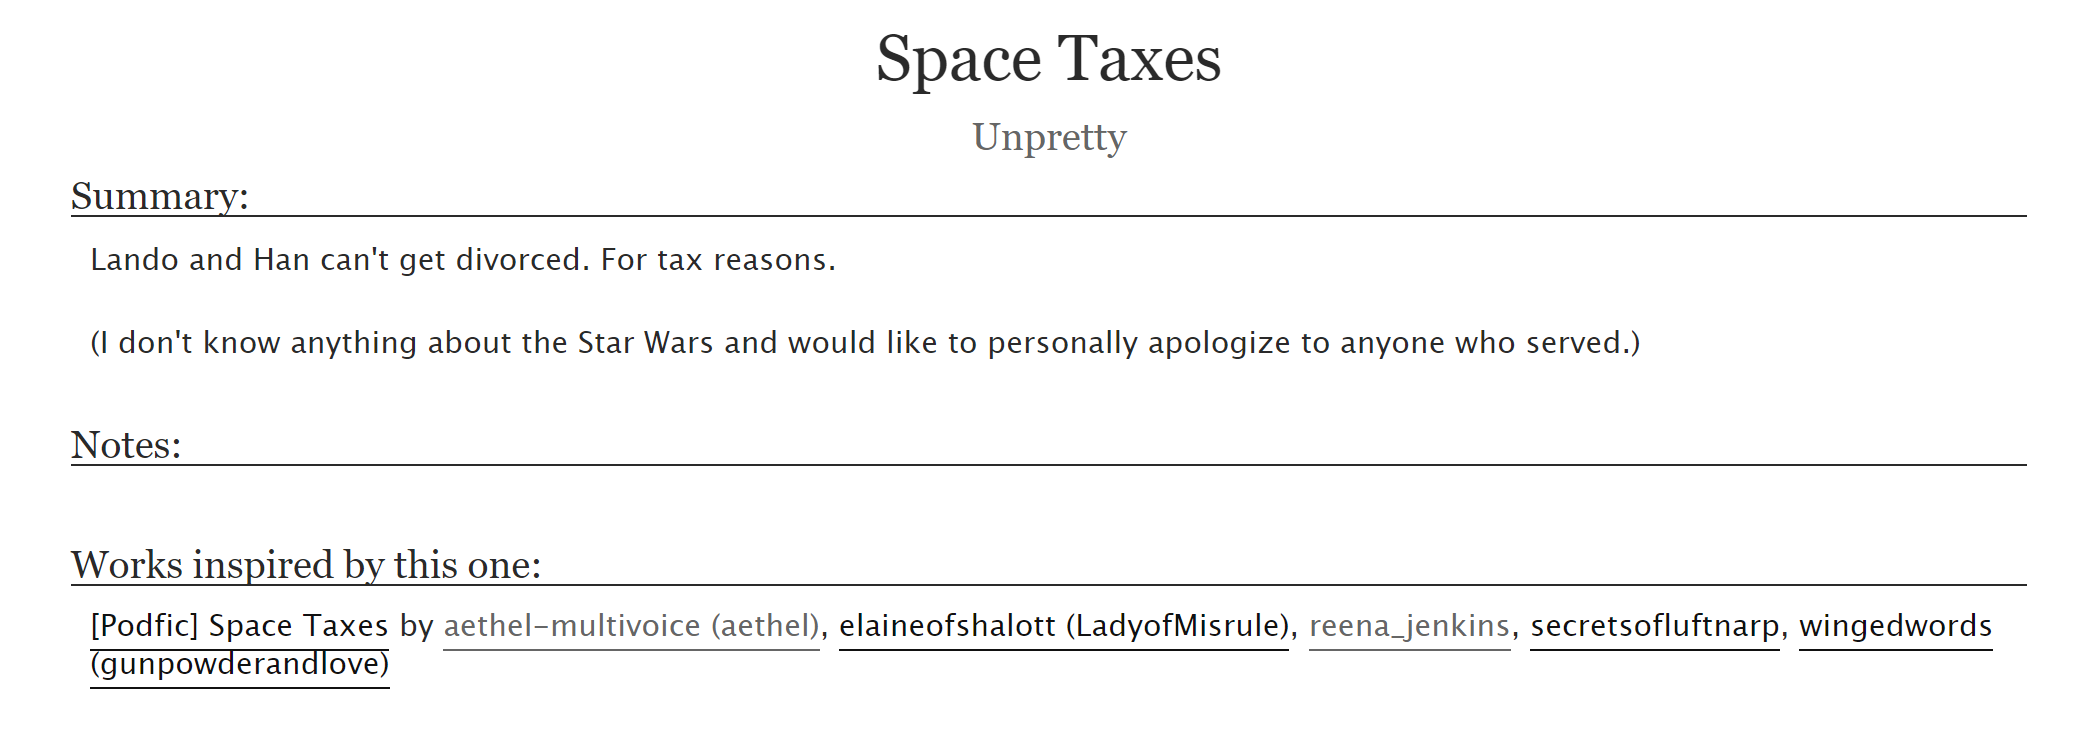 Space Taxes
Unpretty
Summary:
Lando and Han can't get divorced. For tax reasons.
(I don't know anything about the Star Wars and would like to personally apologize to anyone who served.)
Notes:
Works inspired by this one:
[Podfic] Space Taxes by aethel-multivoice (aethel), elaineofshalott (LadyofMisrule), reena_jenkins, secretsofluftnarp, wingedwords
(gunpowderandlove)